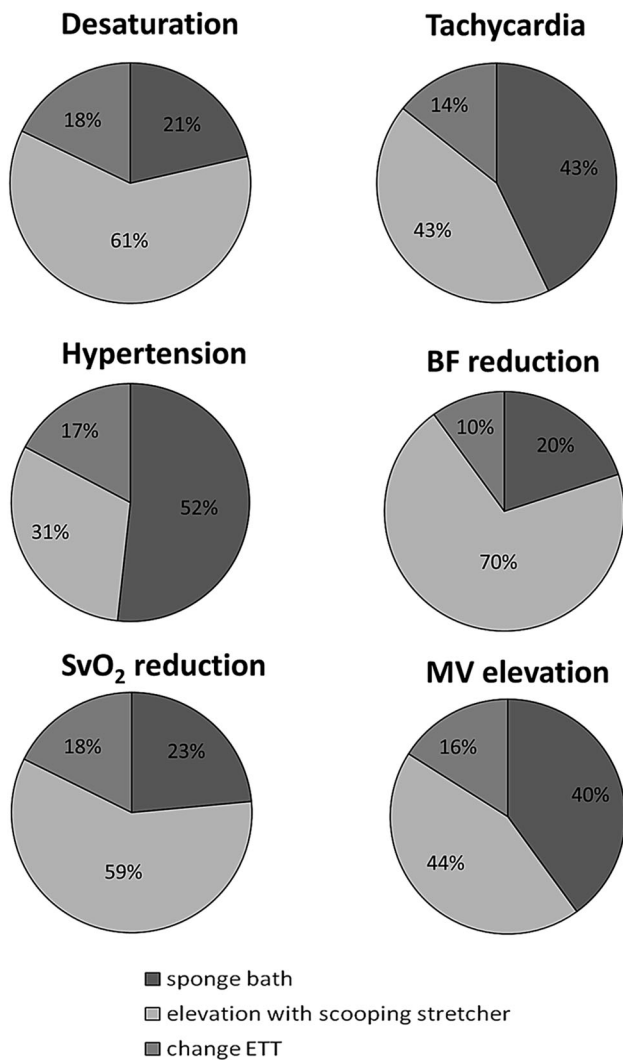 Desaturation
Tachycardia
18%
21%
61%
14%
43%
43%
Hypertension
BF reduction
17%
52%
31%
10%
20%
70%
SvO₂ reduction
MV elevation
18%
23%
59%
16%
40%
44%
sponge bath
elevation with scooping stretcher
change ETT